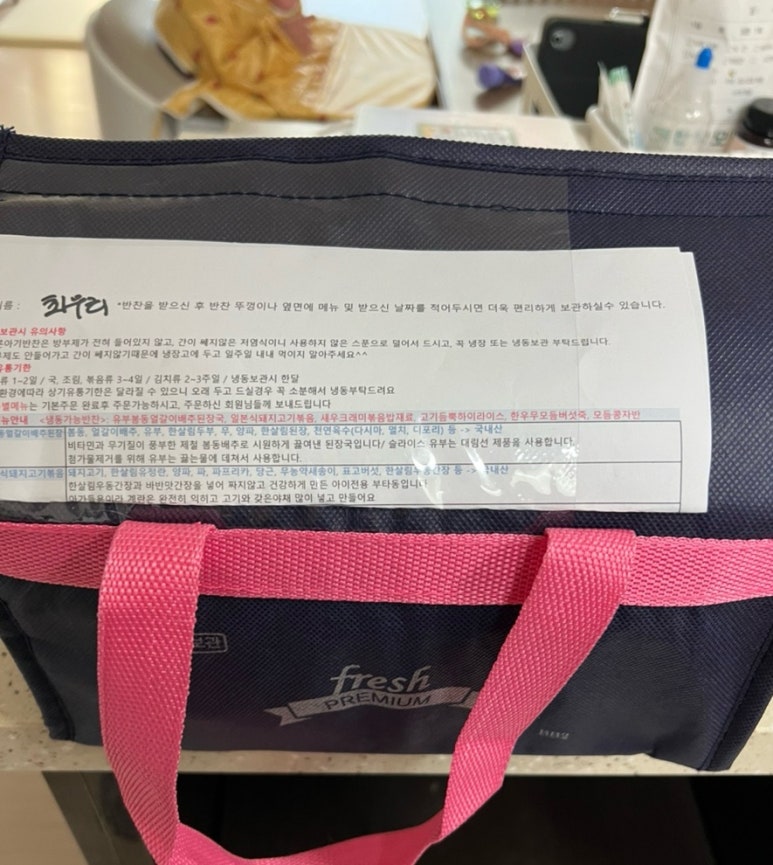 름 : 최우리 *반찬을 받으신 후 반찬 뚜껑이나 옆면에 메뉴 및 받으신 날짜를 적어두시면 더욱 편리하게 보관하실수 있습니다.
보관시 유의사항
아기반찬은 방부제가 전혀 들어있지 않고, 간이 쎄지않은 저염식이니 사용하지 않은 스푼으로 덜어서 드시고, 꼭 냉장 또는 냉동보관 부탁드립니다.
제도 만들어가고 간이 쎄지않기때문에 냉장고에 두고 일주일 내내 먹이지 말아주세요^^
유통기한
류 1~2일 / 국, 조림, 볶음류 3~4일 / 김치류 2~3주일 / 냉동보관시 한달
환경에따라 상기유통기한은 달라질 수 있으니 오래 두고 드실경우 꼭 소분해서 냉동부탁드려요
별메뉴는 기본주문 완료후 주문가능하시고, 주문하신 회원님들께 보내드립니다
뉴안내 <냉동가능반찬>: 유부봉동얼갈이배추된장국, 일본식돼지고기볶음, 새우크래미볶음밥재료, 고기듬뿍하이라이스, 한우무모듬버섯죽, 모듬콩자반
동얼갈이배추된장 봄동, 얼갈이배추, 유부, 한살림두부, 무, 양파, 한살림된장, 천연육수(다시마, 멸치, 디포리) 등 -> 국내산
비타민과 무기질이 풍부한 제철 봄동배추로 시원하게 끓여낸 된장국입니다/ 슬라이스 유부는 대림선 제품을 사용합니다.
첨가물제거를 위해 유부는 끓는물에 데쳐서 사용합니다.
식돼지고기볶음 돼지고기, 한살림유정란, 양파, 파, 파프리카, 당근, 무농약새송이, 표고버섯, 한살림우동간장 등 -> 국내산
한살림우동간장과 바반맛간장을 넣어 짜지않고 건강하게 만든 아이전용 부타동입니다
아가들용이라 계란은 완전히 익히고 고기와 갖은야채 많이 넣고 만들어요
보관
fresh
PREMIUM